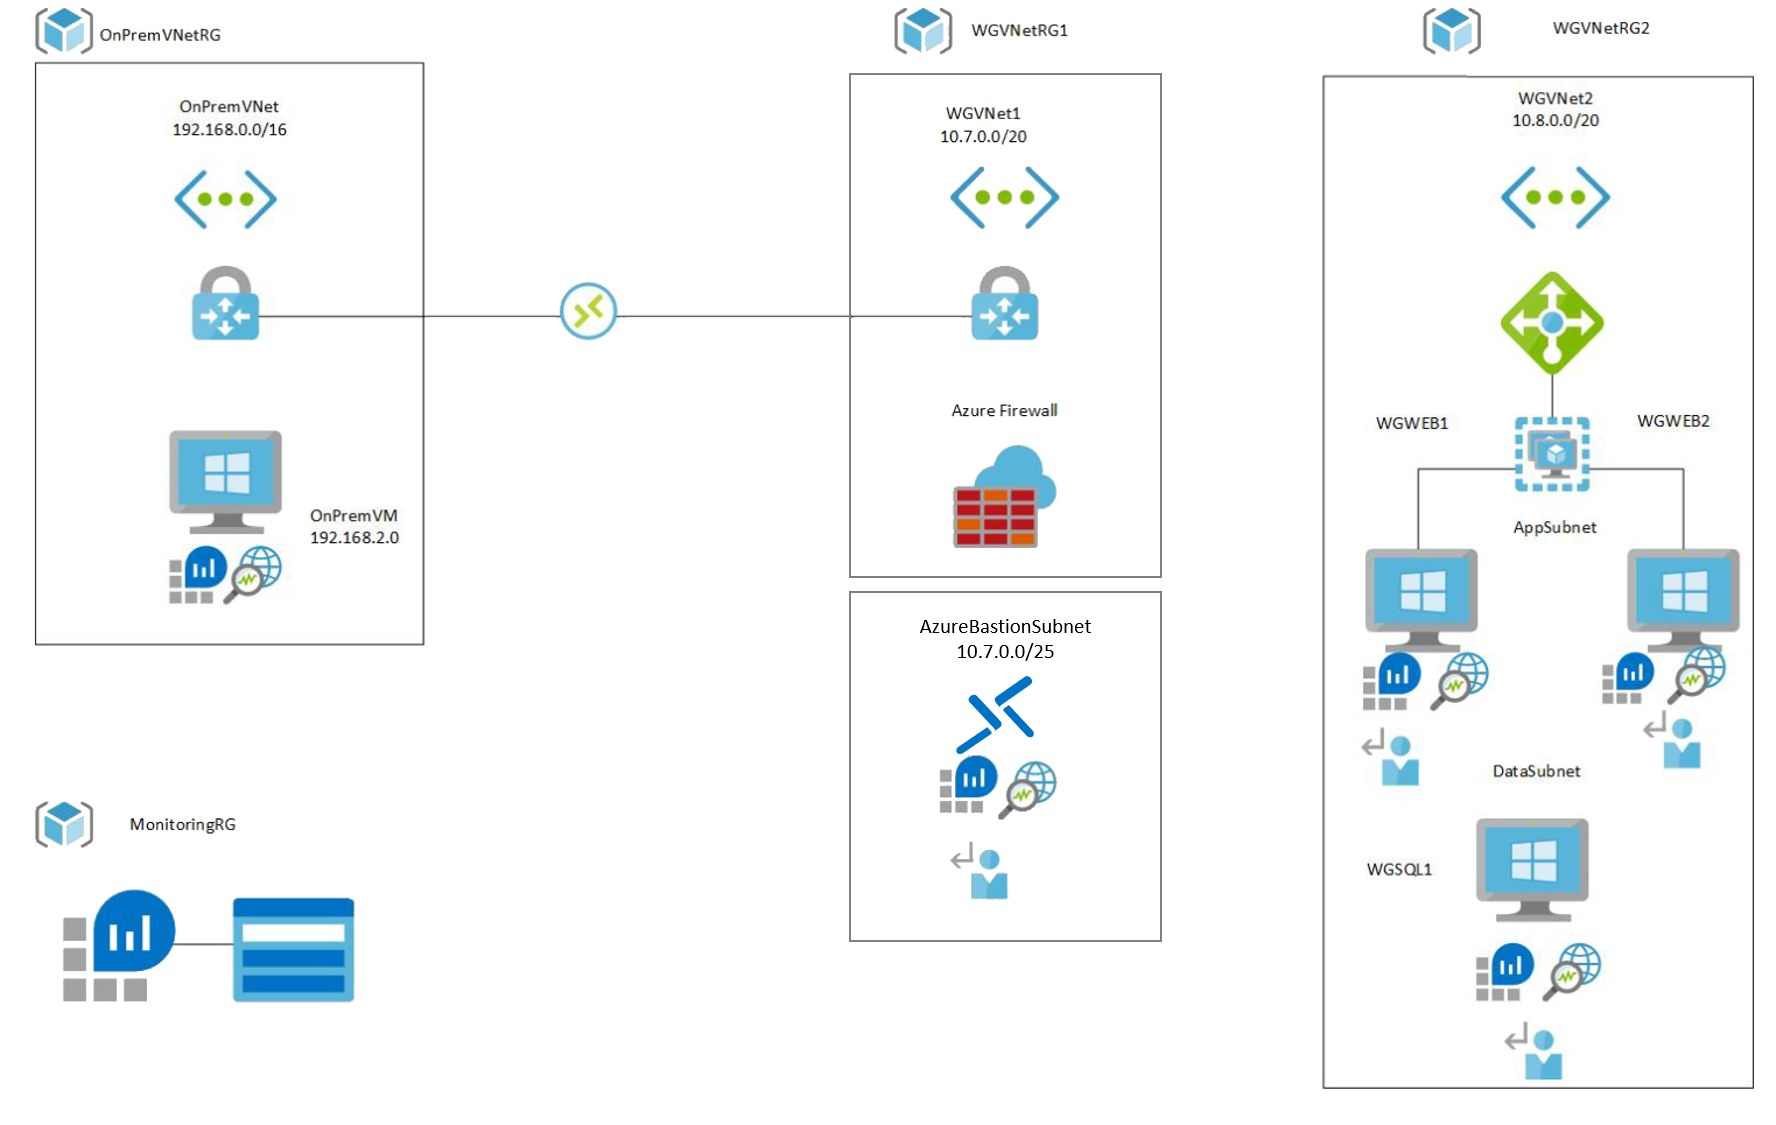 OnPremVNetRG
OnPremVNet
192.168.0.0/16
OnPremVM
192.168.2.0
MonitoringRG
WGVNetRG1
WGVNet1
10.7.0.0/20
Azure Firewall
AzureBastionSubnet
10.7.0.0/25
WGVNetRG2
WGVNet2
10.8.0.0/20
WGWEB1
WGWEB2
AppSubnet
DataSubnet
WGSQL1